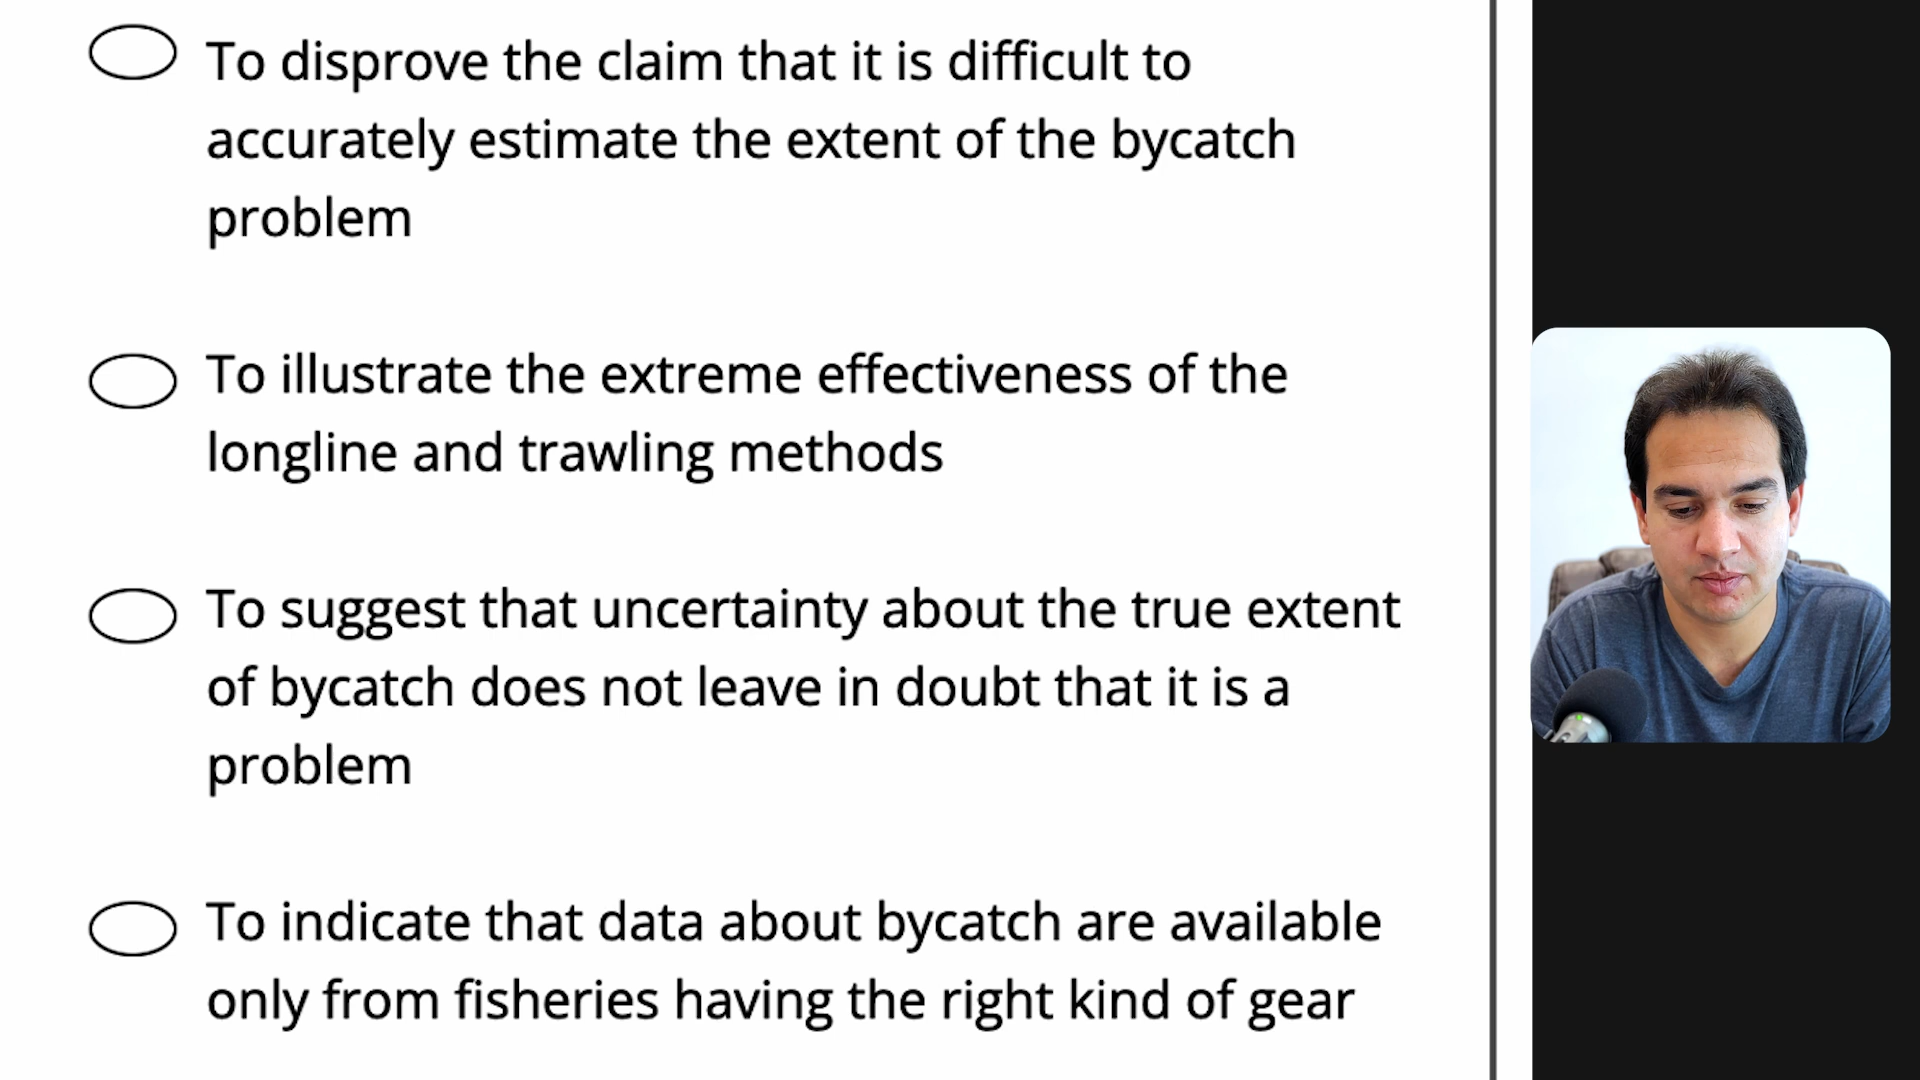 To disprove the claim that it is difficult to
accurately estimate the extent of the bycatch
problem
To illustrate the extreme effectiveness of the
longline and trawling methods
To suggest that uncertainty about the true extent
of bycatch does not leave in doubt that it is a
problem
To indicate that data about bycatch are available
only from fisheries having the right kind of gear